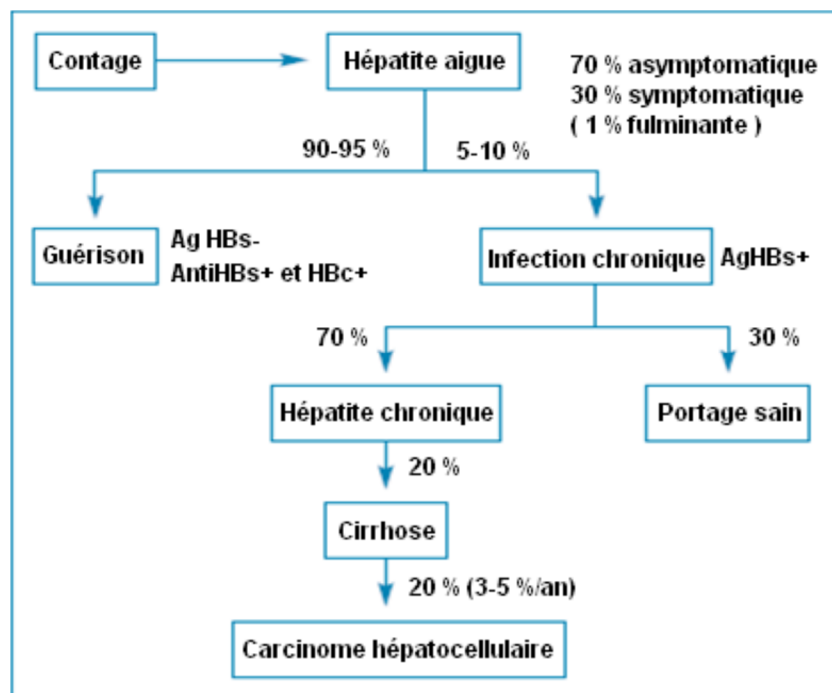 Contage
Hépatite aigue
70 % asymptomatique
30 % symptomatique
( 1 % fulminante )
90-95 %
5-10 %
Guérison
Ag HBs-
AntiHBs+ et HBc+
Infection chronique
AgHBs+
70 %
30 %
Hépatite chronique
Portage sain
20 %
Cirrhose
20 % (3-5 %/an)
Carcinome hépatocellulaire